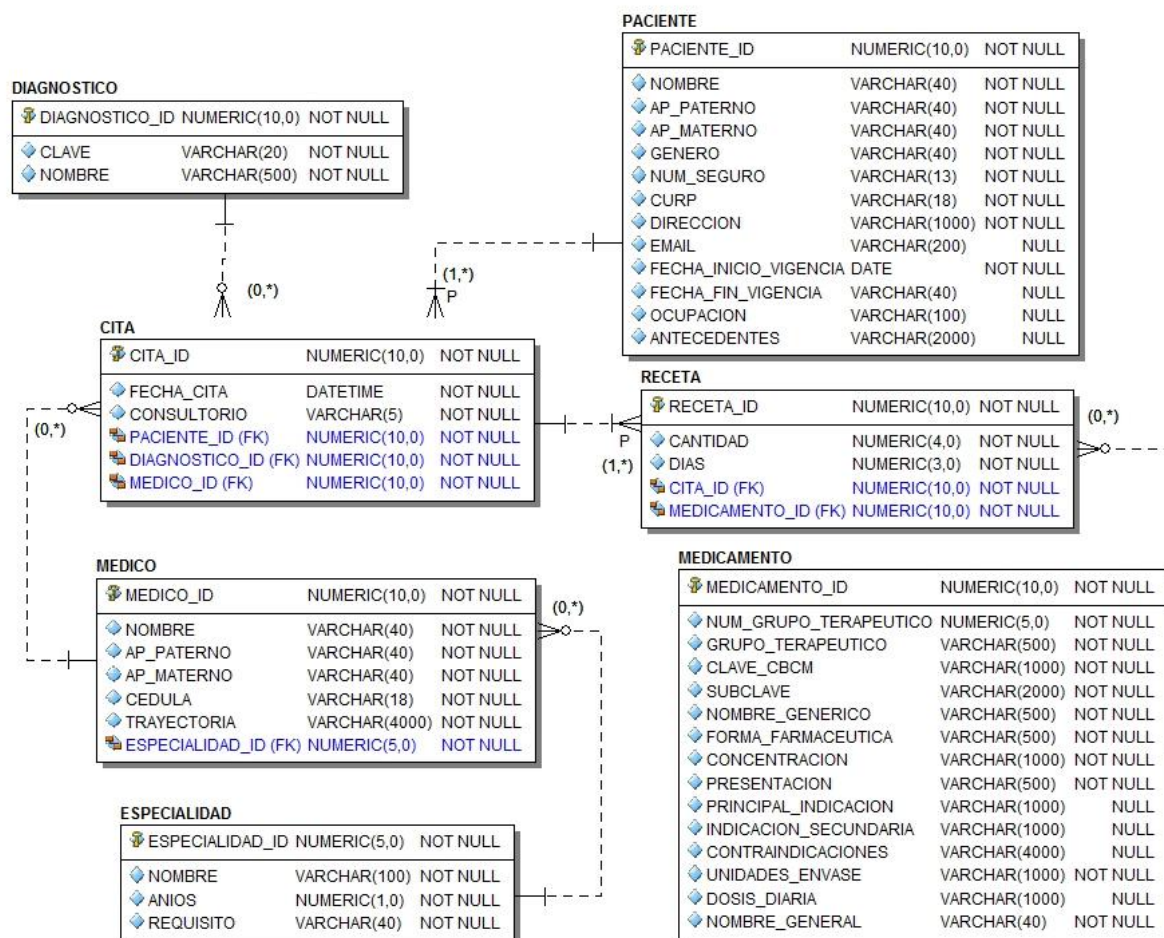 DIAGNOSTICO
DIAGNOSTICO_ID NUMERIC(10,0) NOT NULL
CLAVE VARCHAR(20) NOT NULL
NOMBRE VARCHAR(500) NOT NULL
(0,*)
PACIENTE
PACIENTE_ID NUMERIC(10,0) NOT NULL
NOMBRE VARCHAR(40) NOT NULL
AP_PATERNO VARCHAR(40) NOT NULL
AP_MATERNO VARCHAR(40) NOT NULL
GENERO VARCHAR(40) NOT NULL
NUM_SEGURO VARCHAR(13) NOT NULL
CURP VARCHAR(18) NOT NULL
DIRECCION VARCHAR(1000) NOT NULL
EMAIL VARCHAR(200) NULL
FECHA_INICIO_VIGENCIA DATE NOT NULL
FECHA_FIN_VIGENCIA VARCHAR(40) NULL
OCUPACION VARCHAR(100) NULL
ANTECEDENTES VARCHAR(2000) NULL
(1,*)
P
CITA
CITA_ID NUMERIC(10,0) NOT NULL
FECHA_CITA DATETIME NOT NULL
CONSULTORIO VARCHAR(5) NOT NULL
PACIENTE_ID (FK) NUMERIC(10,0) NOT NULL
DIAGNOSTICO_ID (FK) NUMERIC(10,0) NOT NULL
MEDICO_ID (FK) NUMERIC(10,0) NOT NULL
(0,*)
P
(1,*)
RECETA
RECETA_ID NUMERIC(10,0) NOT NULL
CANTIDAD NUMERIC(4,0) NOT NULL
DIAS NUMERIC(3,0) NOT NULL
CITA_ID (FK) NUMERIC(10,0) NOT NULL
MEDICAMENTO_ID (FK) NUMERIC(10,0) NOT NULL
(0,*)
MEDICO
MEDICO_ID NUMERIC(10,0) NOT NULL
NOMBRE VARCHAR(40) NOT NULL
AP_PATERNO VARCHAR(40) NOT NULL
AP_MATERNO VARCHAR(40) NOT NULL
CEDULA VARCHAR(18) NOT NULL
TRAYECTORIA VARCHAR(4000) NOT NULL
ESPECIALIDAD_ID (FK) NUMERIC(5,0) NOT NULL
(0,*)
ESPECIALIDAD
ESPECIALIDAD_ID NUMERIC(5,0) NOT NULL
NOMBRE VARCHAR(100) NOT NULL
ANIOS NUMERIC(1,0) NOT NULL
REQUISITO VARCHAR(40) NOT NULL
MEDICAMENTO
MEDICAMENTO_ID NUMERIC(10,0) NOT NULL
NUM_GRUPO_TERAPEUTICO NUMERIC(5,0) NOT NULL
GRUPO_TERAPEUTICO VARCHAR(500) NOT NULL
CLAVE_CBCM VARCHAR(1000) NOT NULL
SUBCLAVE VARCHAR(2000) NOT NULL
NOMBRE_GENERICO VARCHAR(500) NOT NULL
FORMA_FARMACEUTICA VARCHAR(500) NOT NULL
CONCENTRACION VARCHAR(1000) NOT NULL
PRESENTACION VARCHAR(500) NOT NULL
PRINCIPAL_INDICACION VARCHAR(1000) NULL
INDICACION_SECUNDARIA VARCHAR(1000) NULL
CONTRAINDICACIONES VARCHAR(4000) NULL
UNIDADES_ENVASE VARCHAR(1000) NOT NULL
DOSIS_DIARIA VARCHAR(1000) NULL
NOMBRE_GENERAL VARCHAR(40) NOT NULL